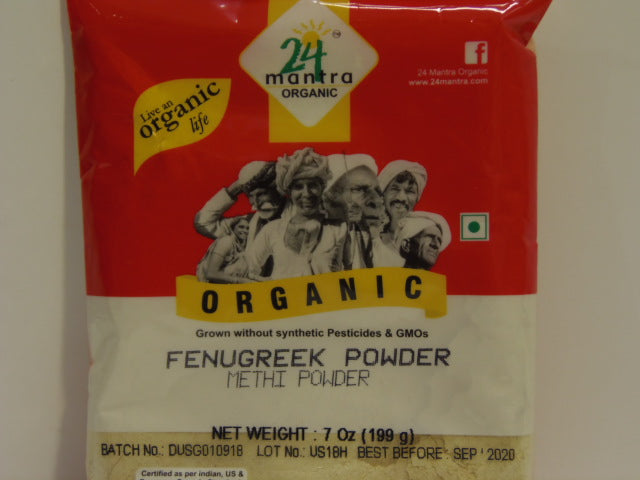 24
mantra
ORGANIC
24 Mantra Organic
www.24mantra.com
Live an
organic
life
ORGANIC
Grown without synthetic Pesticides & GMOs
FENUGREEK POWDER
METHI POWDER
NET WEIGHT : 7 Oz (199 g)
BATCH No.: DUSG010918 LOT No.: US18H BEST BEFORE: SEP ' 2020
Certified as per indian, US &